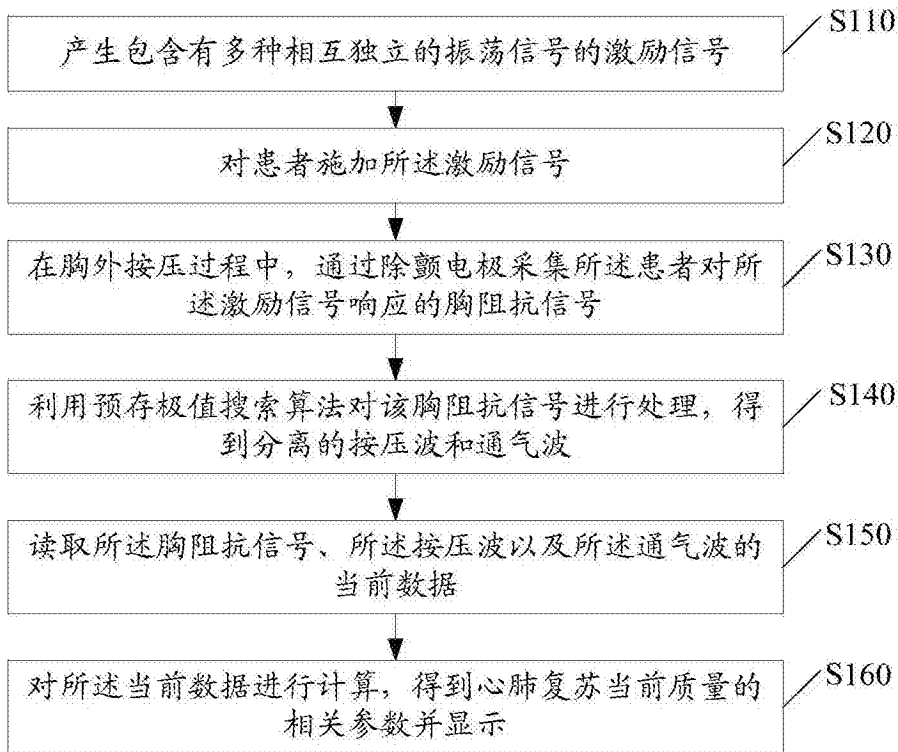 产生包含有多种相互独立的振荡信号的激励信号
S110
对患者施加所述激励信号
S120
在胸外按压过程中，通过除颤电极采集所述患者对所
述激励信号响应的胸阻抗信号
S130
利用预存极值搜索算法对该胸阻抗信号进行处理，得
到分离的按压波和通气波
S140
读取所述胸阻抗信号、所述按压波以及所述通气波的
当前数据
S150
对所述当前数据进行计算，得到心肺复苏当前质量的
相关参数并显示
S160